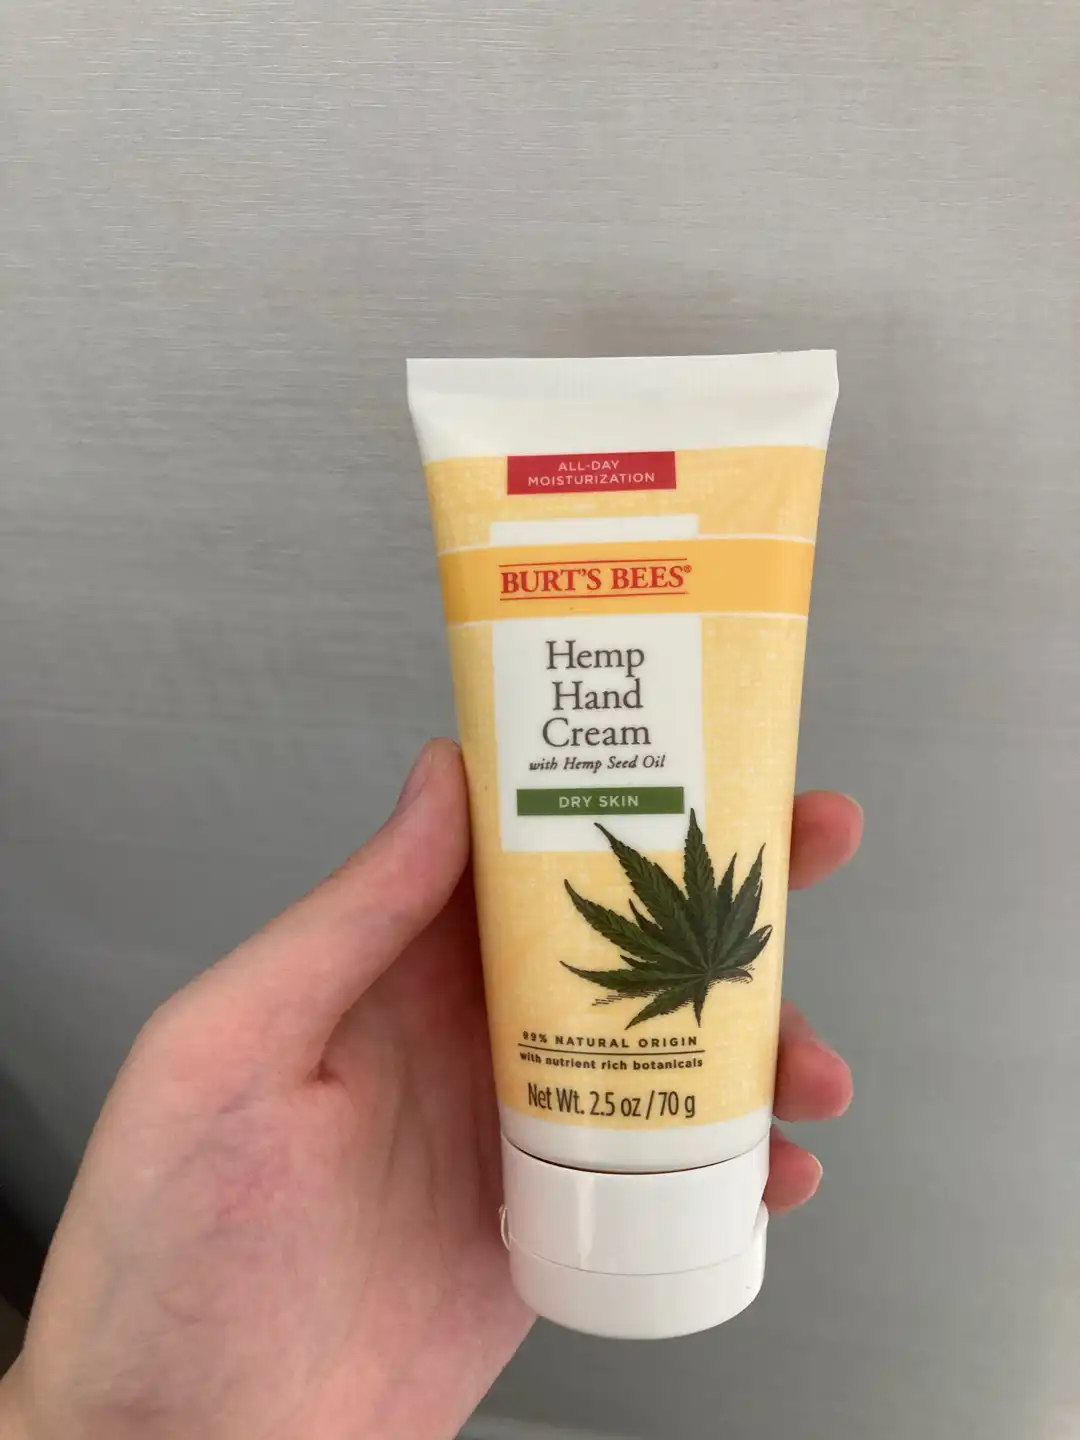 ALL-DAY
MOISTURIZATION
BURT'S BEES®
Hemp
Hand
Cream
with Hemp Seed Oil
DRY SKIN
99% NATURAL ORIGIN
with nutrient rich botanicals
Net Wt. 2.5 oz / 70 g